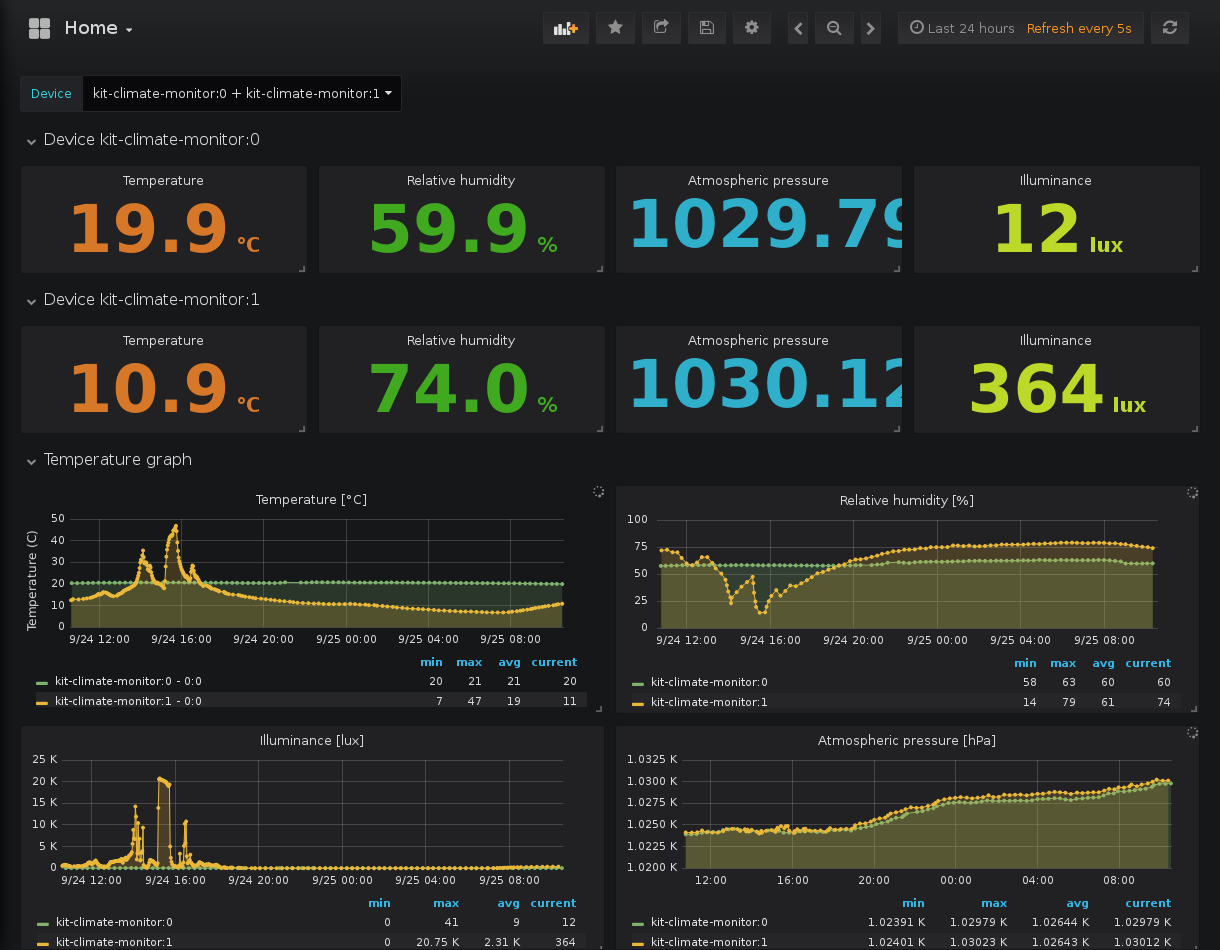 Home
Last 24 hours Refresh every 5s
Device kit-climate-monitor:0 + kit-climate-monitor:1
Device kit-climate-monitor:0
Temperature Relative humidity Atmospheric pressure Illuminance
19.9 °C 59.9 % 1029.79 12 lux
Device kit-climate-monitor:1
Temperature Relative humidity Atmospheric pressure Illuminance
10.9 °C 74.0 % 1030.12 364 lux
Temperature graph
Temperature [°C]
Temperature (C)
50
40
30
20
10
0
9/24 12:00 9/24 16:00 9/24 20:00 9/25 00:00 9/25 04:00 9/25 08:00
min max avg current
kit-climate-monitor:0 - 0:0 20 21 21 20
kit-climate-monitor:1 - 0:0 7 47 19 11
Relative humidity [%]
100
75
50
25
0
9/24 12:00 9/24 16:00 9/24 20:00 9/25 00:00 9/25 04:00 9/25 08:00
min max avg current
kit-climate-monitor:0 58 63 60 60
kit-climate-monitor:1 14 79 61 74
Illuminance [lux]
25 K
20 K
15 K
10 K
5 K
0
9/24 12:00 9/24 16:00 9/24 20:00 9/25 00:00 9/25 04:00 9/25 08:00
min max avg current
kit-climate-monitor:0 0 41 9 12
kit-climate-monitor:1 0 20.75 K 2.31 K 364
Atmospheric pressure [hPa]
1.0325 K
1.0300 K
1.0275 K
1.0250 K
1.0225 K
1.0200 K
12:00 16:00 20:00 00:00 04:00 08:00
min max avg current
kit-climate-monitor:0 1.02391 K 1.02979 K 1.02644 K 1.02979 K
kit-climate-monitor:1 1.02401 K 1.03023 K 1.02643 K 1.03012 K